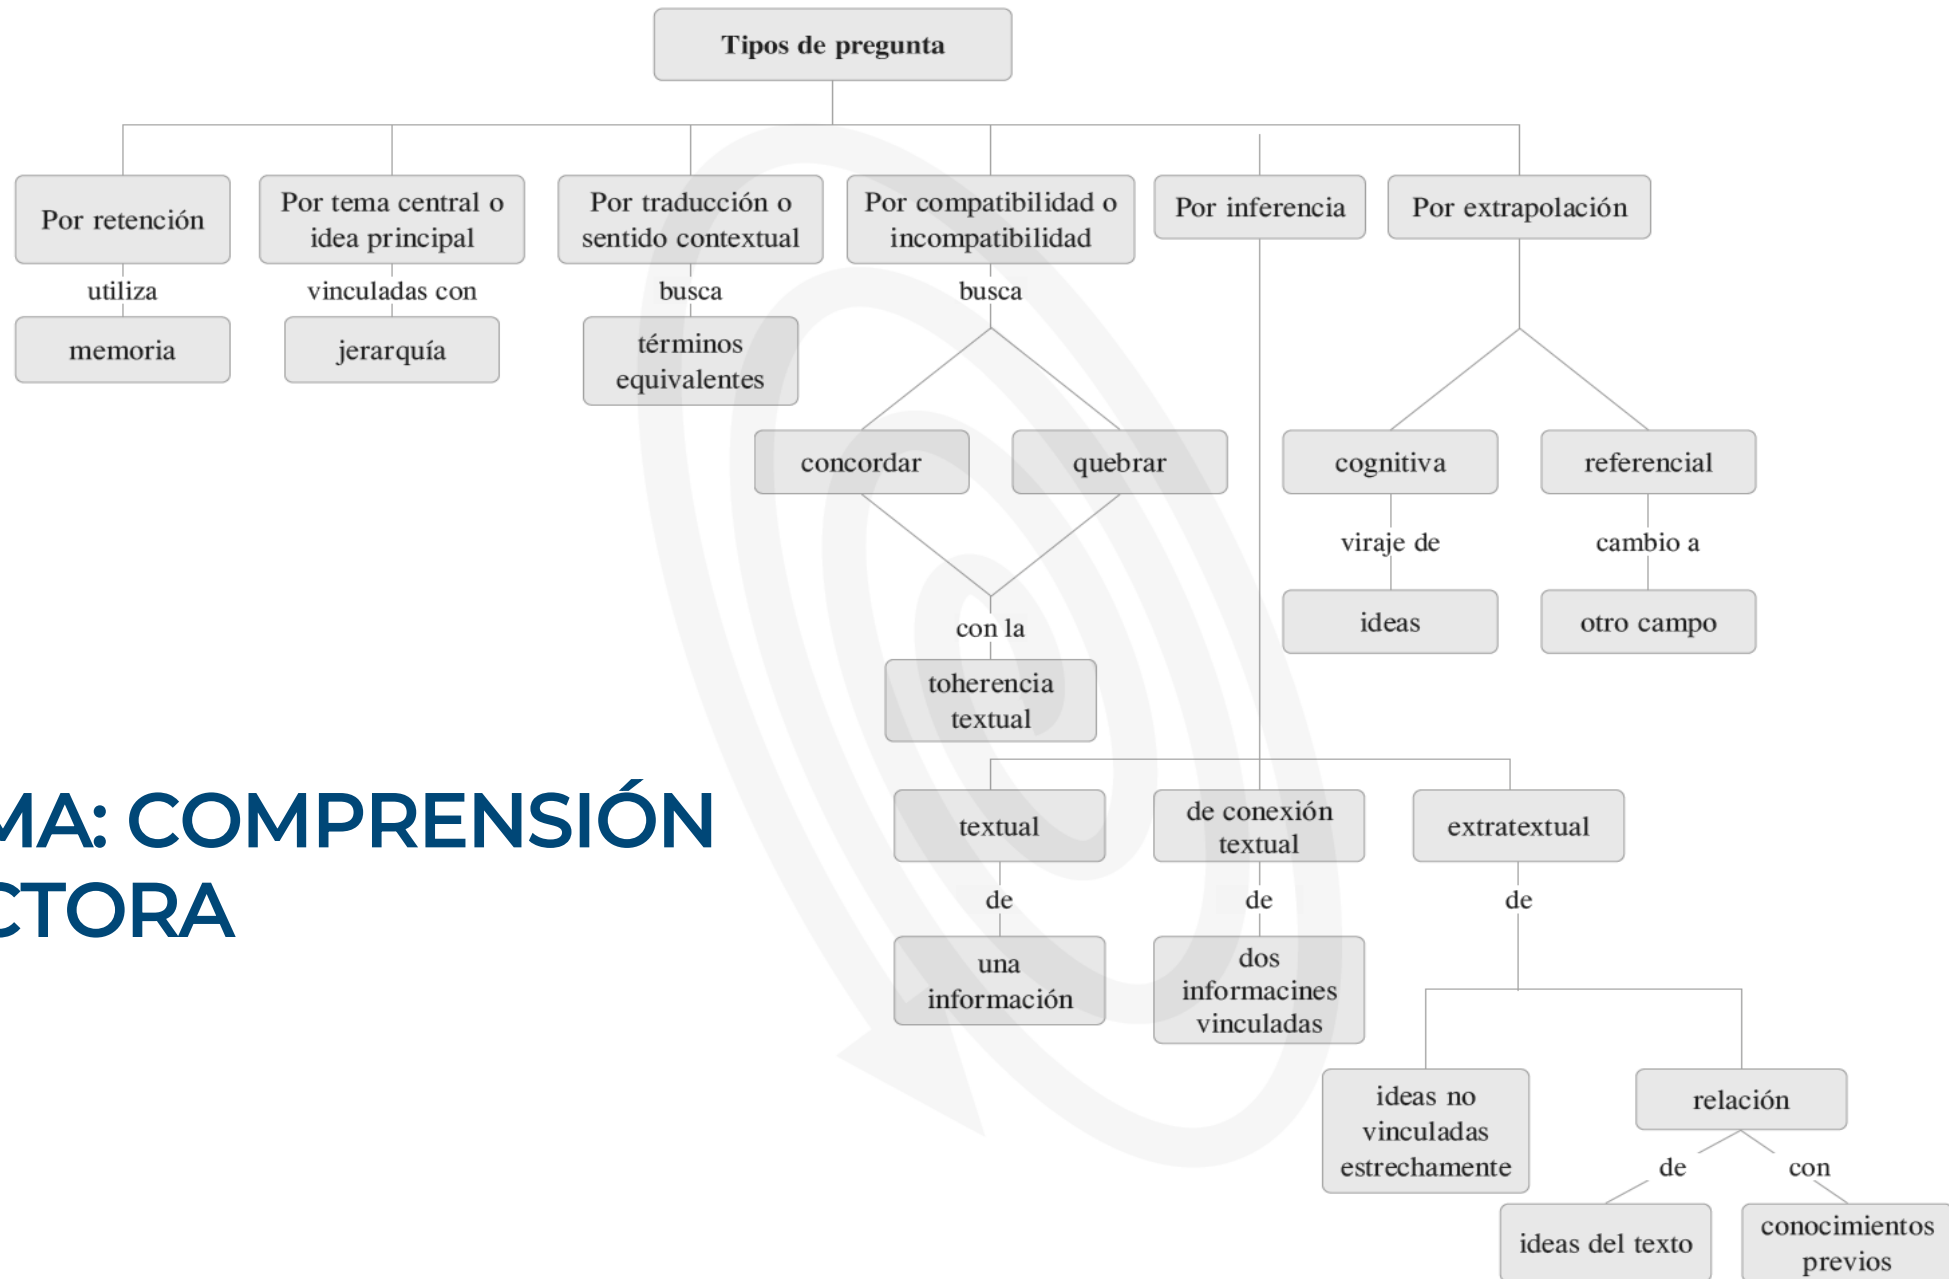 Tipos de pregunta
Por retención
Por tema central o
idea principal
Por traducción o
sentido contextual
Por compatibilidad o
incompatibilidad
Por inferencia
Por extrapolación
utiliza
vinculadas con
busca
busca
memoria
jerarquía
términos
equivalentes
concordar
quebrar
cognitiva
referencial
viraje de
cambio a
ideas
otro campo
con la
toherencia
textual
MA: COMPRENSIÓN
CTORA
textual
de conexión
textual
extratextual
de
de
de
una
información
dos
informacines
vinculadas
ideas no
vinculadas
estrechamente
relación
de
con
ideas del texto
conocimientos
previos